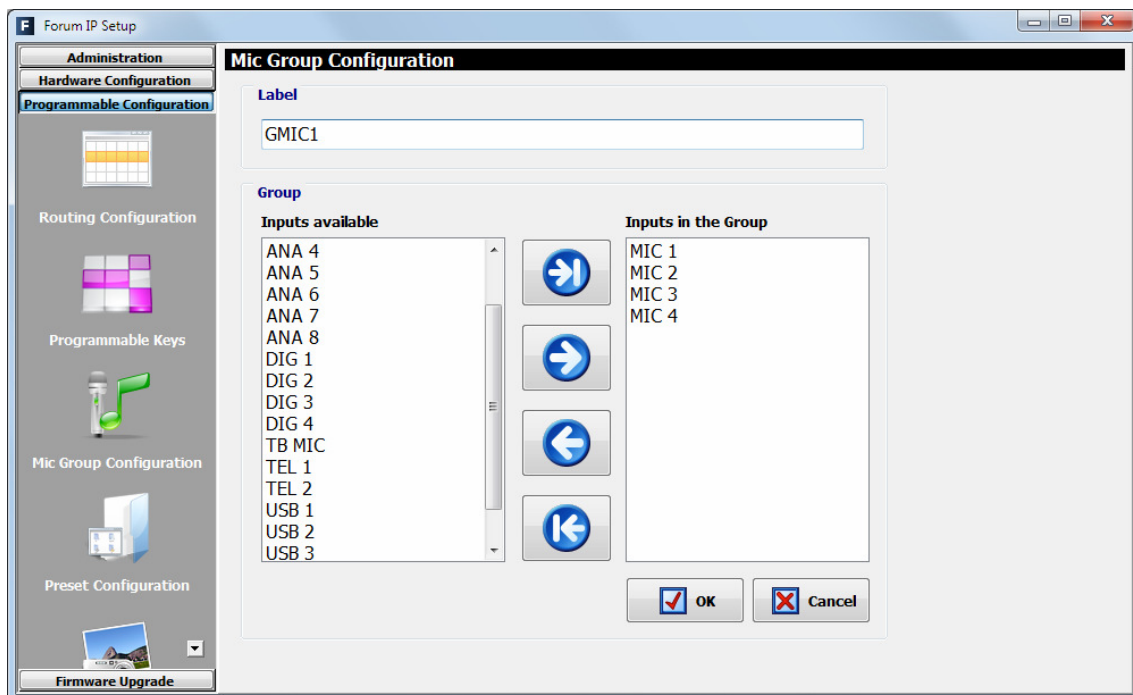 F Forum IP Setup
Administration
Hardware Configuration
Programmable Configuration
Routing Configuration
Programmable Keys
Mic Group Configuration
Preset Configuration
Firmware Upgrade
Mic Group Configuration
Label
GMIC1
Group
Inputs available
ANA 4
ANA 5
ANA 6
ANA 7
ANA 8
DIG 1
DIG 2
DIG 3
DIG 4
TB MIC
TEL 1
TEL 2
USB 1
USB 2
USB 3
Inputs in the Group
MIC 1
MIC 2
MIC 3
MIC 4
OK
Cancel